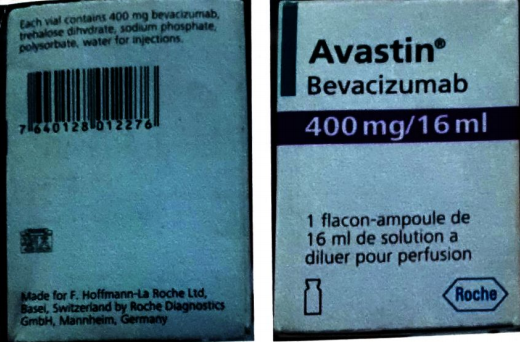 Each vial contains 400 mg bevacizumab,
trehalose dihydrate, sodium phosphate,
polysorbate, water for injections.
7 640128 012276
Made for F. Hoffmann-La Roche Ltd,
Basel, Switzerland by Roche Diagnostics
GmbH, Mannheim, Germany
Avastin®
Bevacizumab
400 mg/16 ml
1 flacon-ampoule de
16 ml de solution a
diluer pour perfusion
Roche